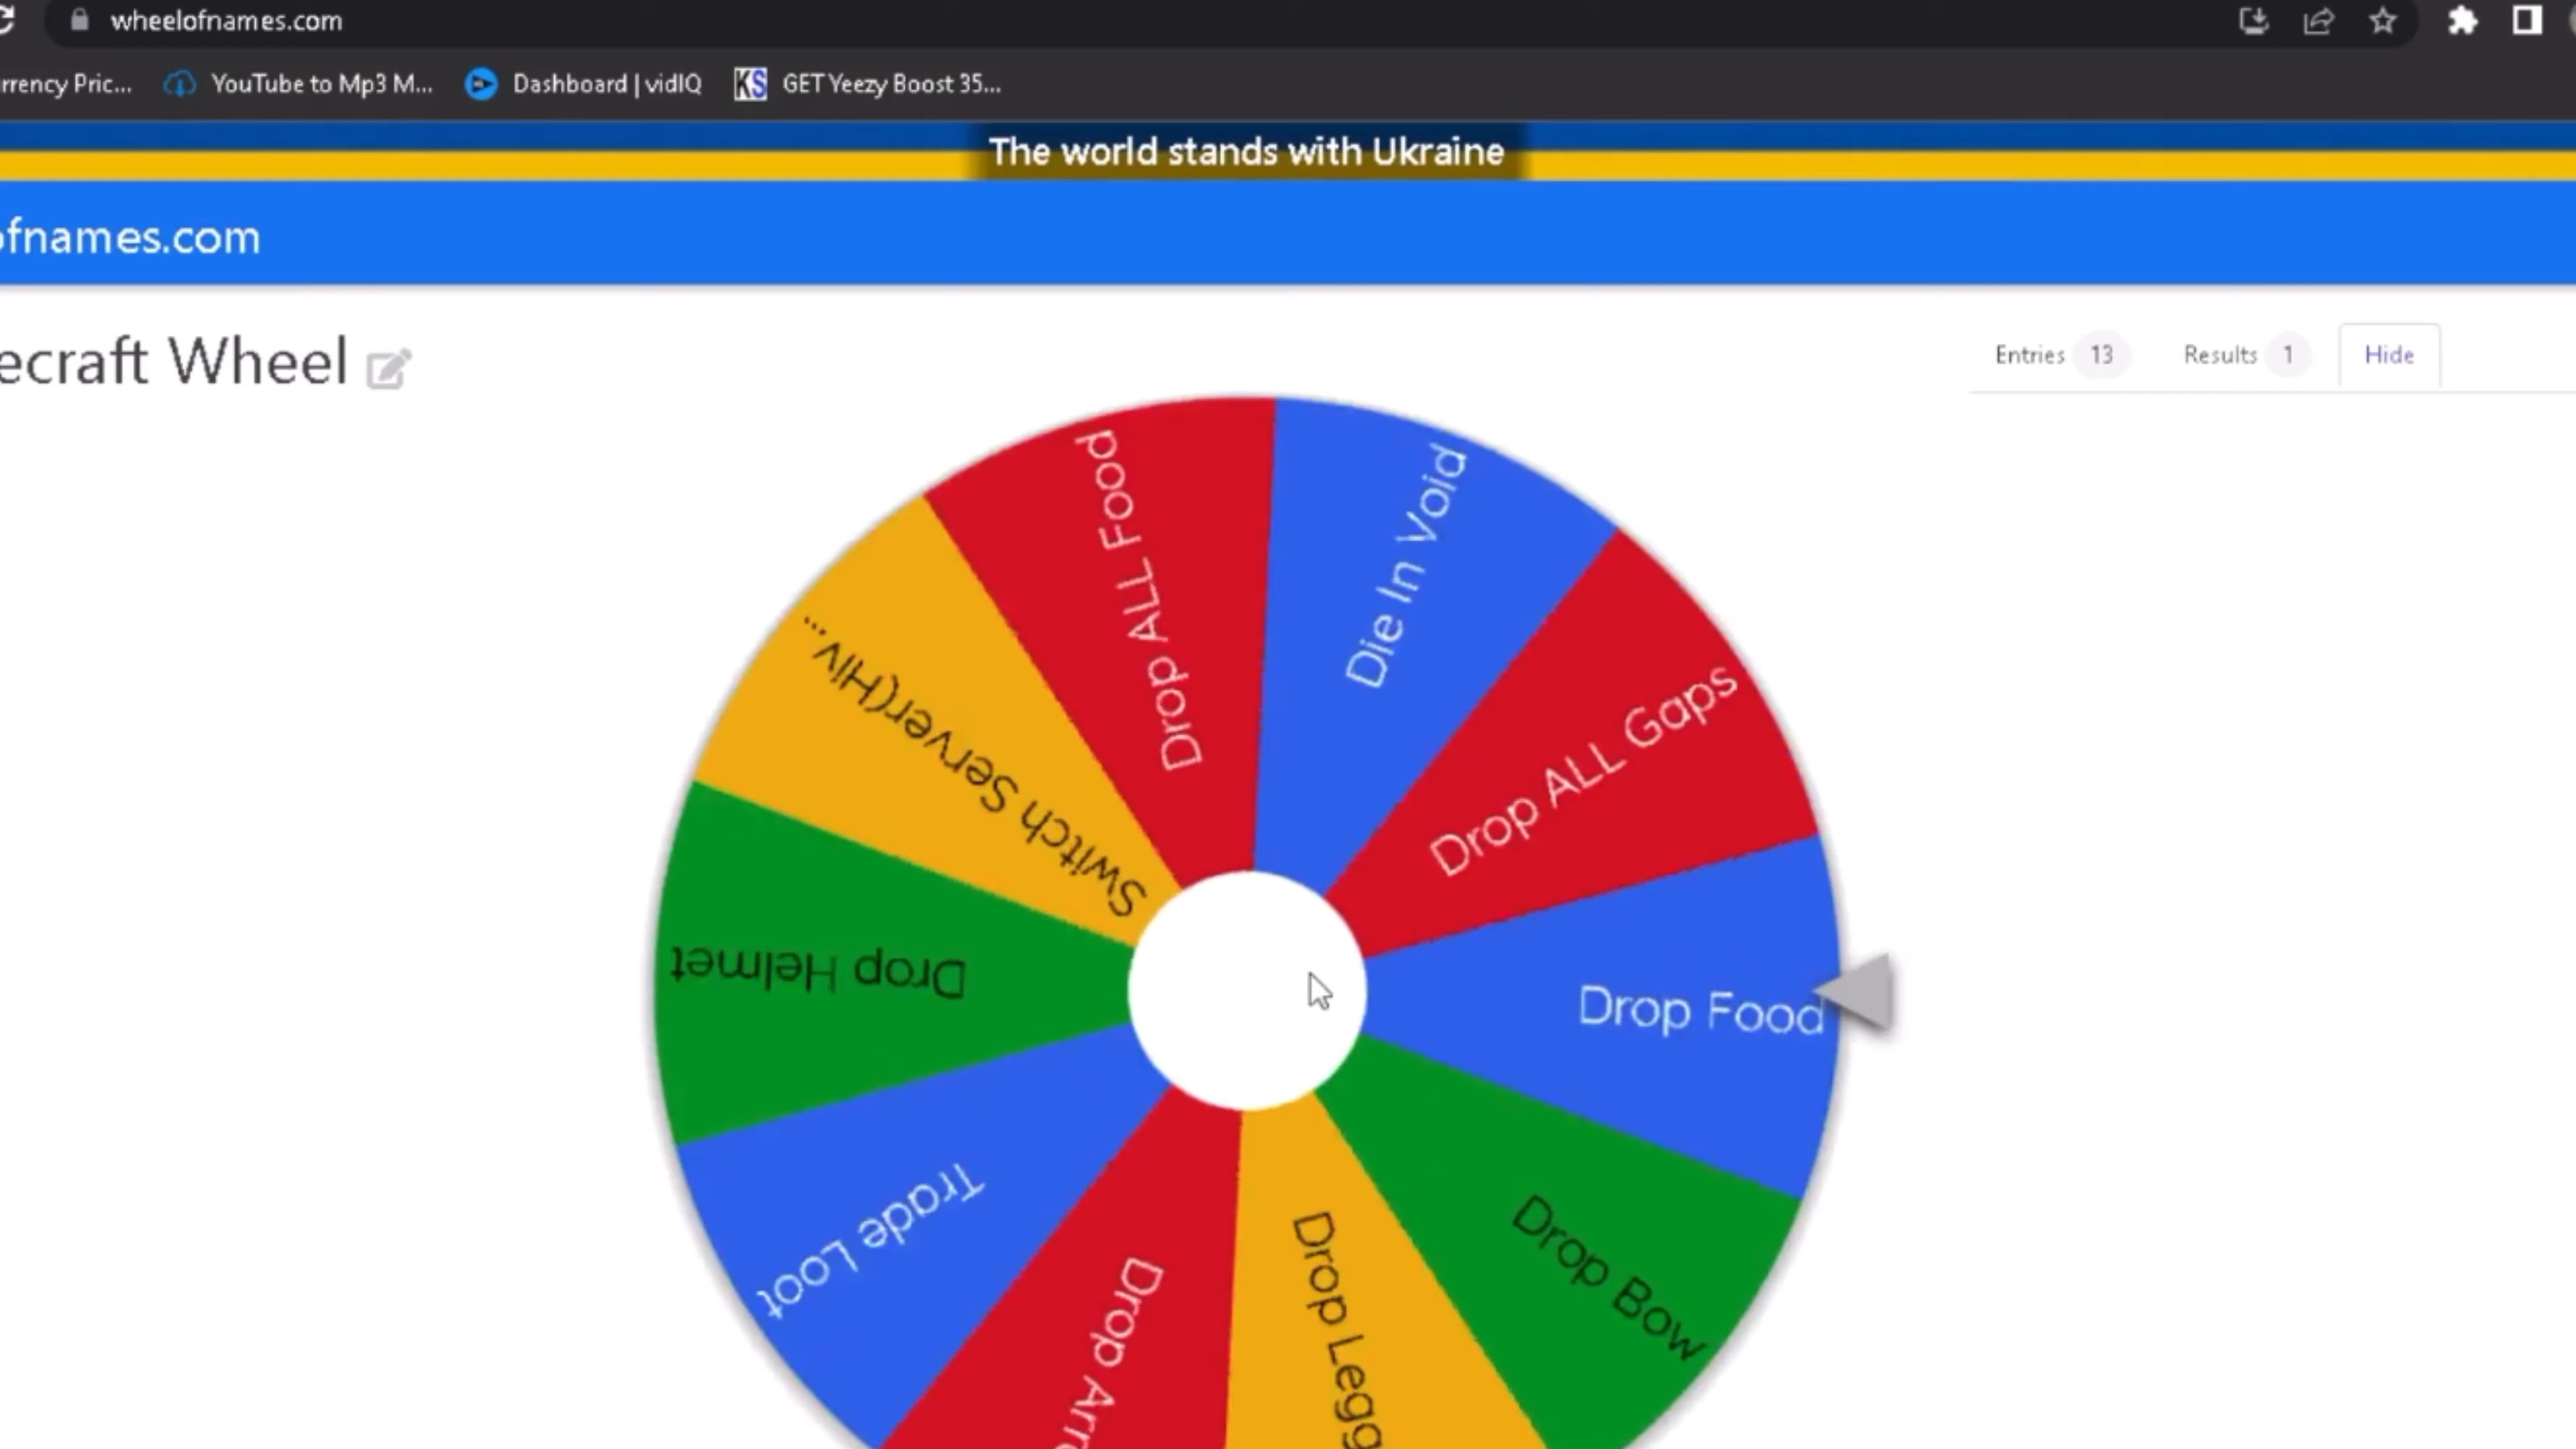 wheelofnames.com
rrency Pric...
YouTube to Mp3 M...
Dashboard | vidIQ
KS
GET Yeezy Boost 35...
The world stands with Ukraine
ofnames.com
ecraft Wheel
Entries 13
Results 1
Hide
Drop ALL Food
Die In Void
Drop ALL Gaps
Drop Food
Drop Bow
Drop Legg
Drop Arr
Trade Loot
Drop Helmet
Switch Server(Hiv...